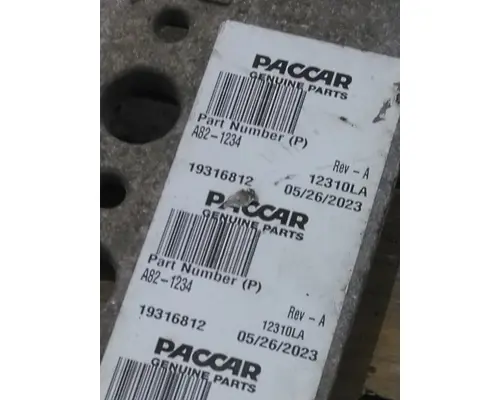 PACCAR
GENUINE PARTS
Part Number (P)
A82-1234
Rev - A
19316812
12310LA
05/26/2023
PACCAR
GENUINE PARTS
Part Number (P)
A82-1234
Rev - A
19316812
12310LA
05/26/2023
PACCAR
GENUINE PARTS